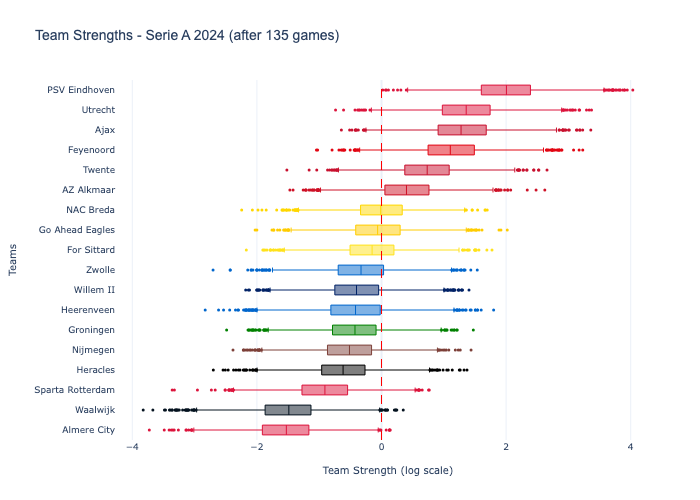 Team Strengths - Serie A 2024 (after 135 games)
PSV Eindhoven
Utrecht
Ajax
Feyenoord
Twente
AZ Alkmaar
NAC Breda
Go Ahead Eagles
For Sittard
Zwolle
Willem II
Heerenveen
Groningen
Nijmegen
Heracles
Sparta Rotterdam
Waalwijk
Almere City
Teams
−4 −2 0 2 4
Team Strength (log scale)